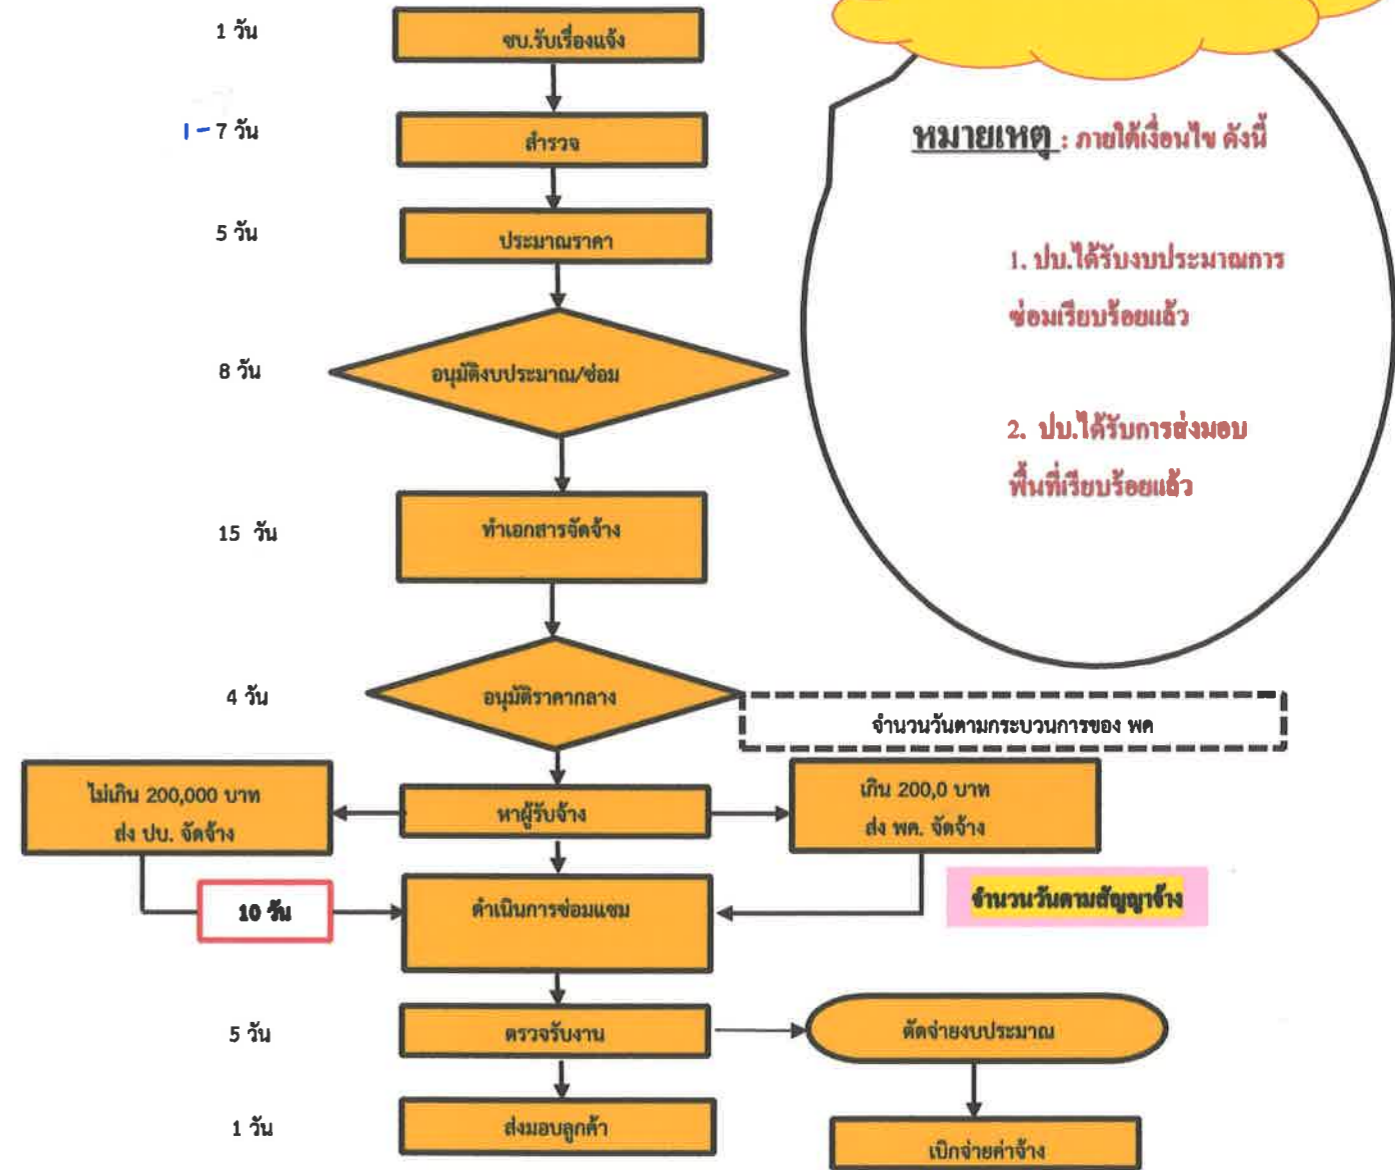 1 วัน
ซบ.รับเรื่องแจ้ง
1-7 วัน
สำรวจ
5 วัน
ประมาณราคา
8 วัน
อนุมัติงบประมาณ/ซ่อม
15 วัน
ทำเอกสารจัดจ้าง
4 วัน
อนุมัติราคากลาง
จำนวนวันตามกระบวนการของ พค
ไม่เกิน 200,000 บาท
ส่ง ปบ. จัดจ้าง
หาผู้รับจ้าง
เกิน 200,0 บาท
ส่ง พค. จัดจ้าง
10 วัน
ดำเนินการซ่อมแซม
จำนวนวันตามสัญญาจ้าง
5 วัน
ตรวจรับงาน
ตัดจ่ายงบประมาณ
1 วัน
ส่งมอบลูกค้า
เบิกจ่ายค่าจ้าง
หมายเหตุ : ภายใต้เงื่อนไข ดังนี้
1. ปบ.ได้รับงบประมาณการ
ซ่อมเรียบร้อยแล้ว
2. ปบ.ได้รับการส่งมอบ
พื้นที่เรียบร้อยแล้ว